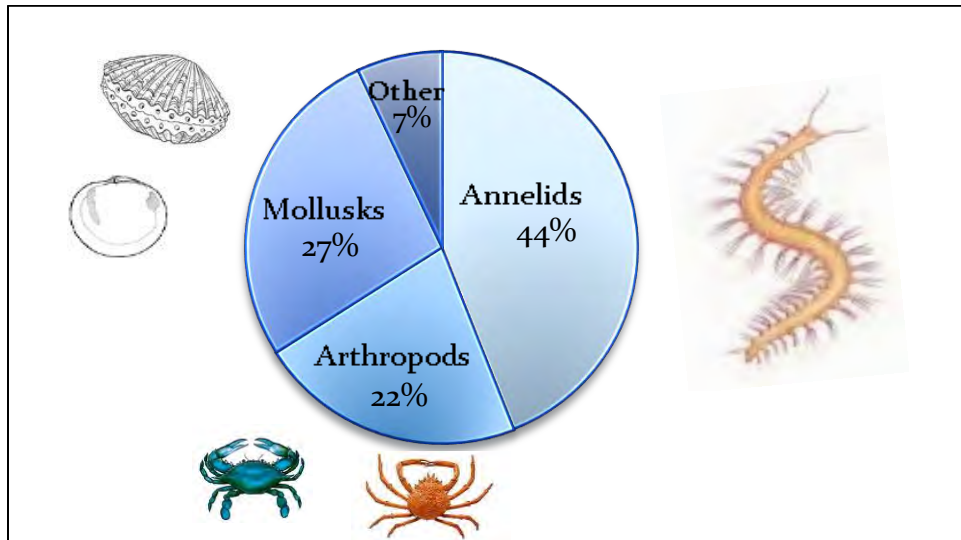 Other
7%
Annelids
44%
Mollusks
27%
Arthropods
22%